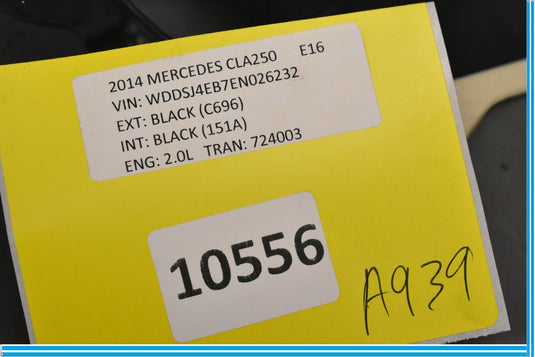 2014 MERCEDES CLA250 E16
VIN: WDDSJ4EB7EN026232
EXT: BLACK (C696)
INT: BLACK (151A)
ENG: 2.0L TRAN: 724003
10556
A939